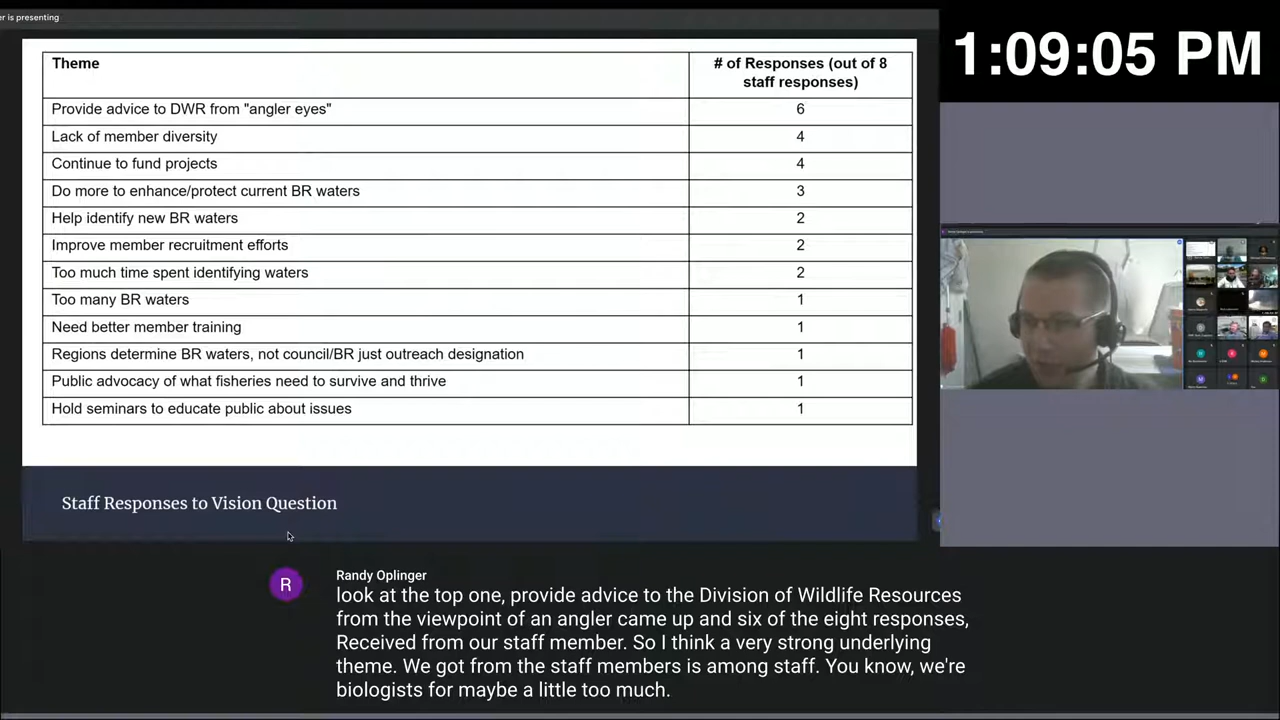 er is presenting
1:09:05 PM
Theme
# of Responses (out of 8
staff responses)
Provide advice to DWR from "angler eyes"
6
Lack of member diversity
4
Continue to fund projects
4
Do more to enhance/protect current BR waters
3
Help identify new BR waters
2
Improve member recruitment efforts
2
Too much time spent identifying waters
2
Too many BR waters
1
Need better member training
1
Regions determine BR waters, not council/BR just outreach designation
1
Public advocacy of what fisheries need to survive and thrive
1
Hold seminars to educate public about issues
1
Staff Responses to Vision Question
R
Randy Oplinger
look at the top one, provide advice to the Division of Wildlife Resources
from the viewpoint of an angler came up and six of the eight responses,
Received from our staff member. So I think a very strong underlying
theme. We got from the staff members is among staff. You know, we're
biologists for maybe a little too much.